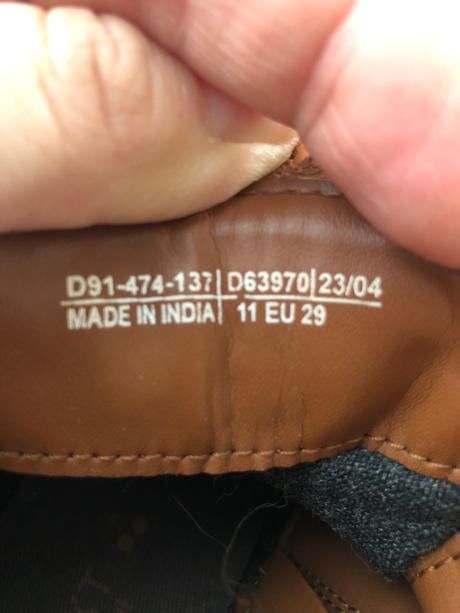 D91-474-137|D63970|23/04
MADE IN INDIA| 11 EU 29